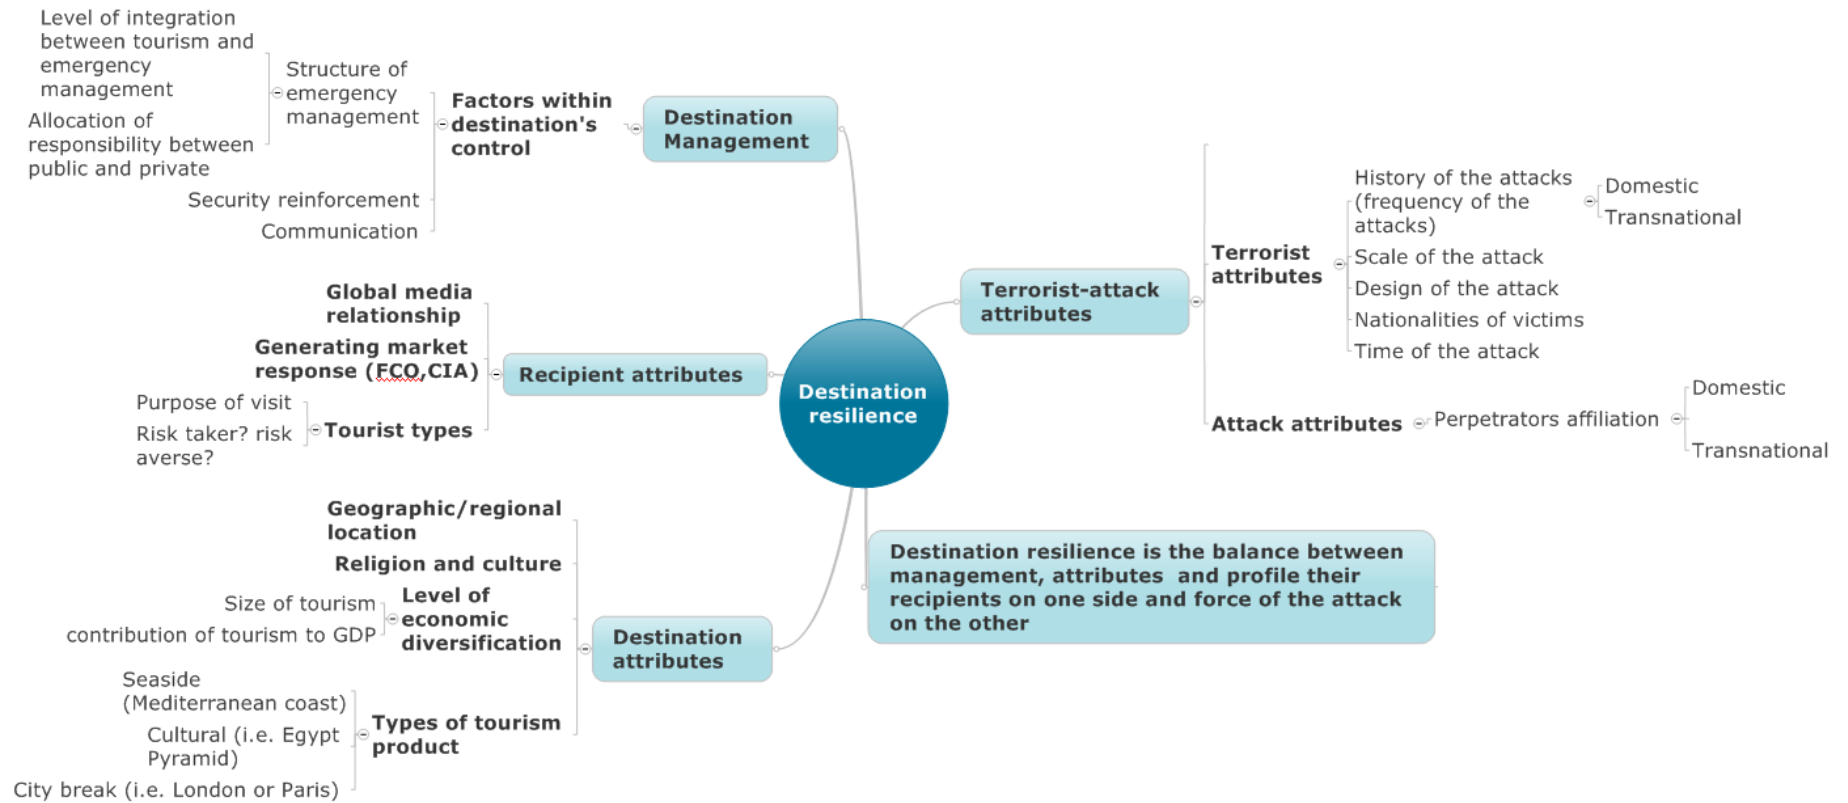 Level of integration
between tourism and
emergency
management
Allocation of
responsibility between
public and private
Structure of
emergency
management
Security reinforcement
Communication
Factors within
destination's
control
Destination
Management
Global media
relationship
Generating market
response (FCO,CIA)
Purpose of visit
Risk taker? risk
averse?
Tourist types
Recipient attributes
Geographic/regional
location
Religion and culture
Size of tourism
contribution of tourism to GDP
Level of
economic
diversification
Seaside
(Mediterranean coast)
Cultural (i.e. Egypt
Pyramid)
City break (i.e. London or Paris)
Types of tourism
product
Destination
attributes
Destination
resilience
Terrorist-attack
attributes
Terrorist
attributes
History of the attacks
(frequency of the
attacks)
Domestic
Transnational
Scale of the attack
Design of the attack
Nationalities of victims
Time of the attack
Attack attributes
Perpetrators affiliation
Domestic
Transnational
Destination resilience is the balance between
management, attributes  and profile their
recipients on one side and force of the attack
on the other